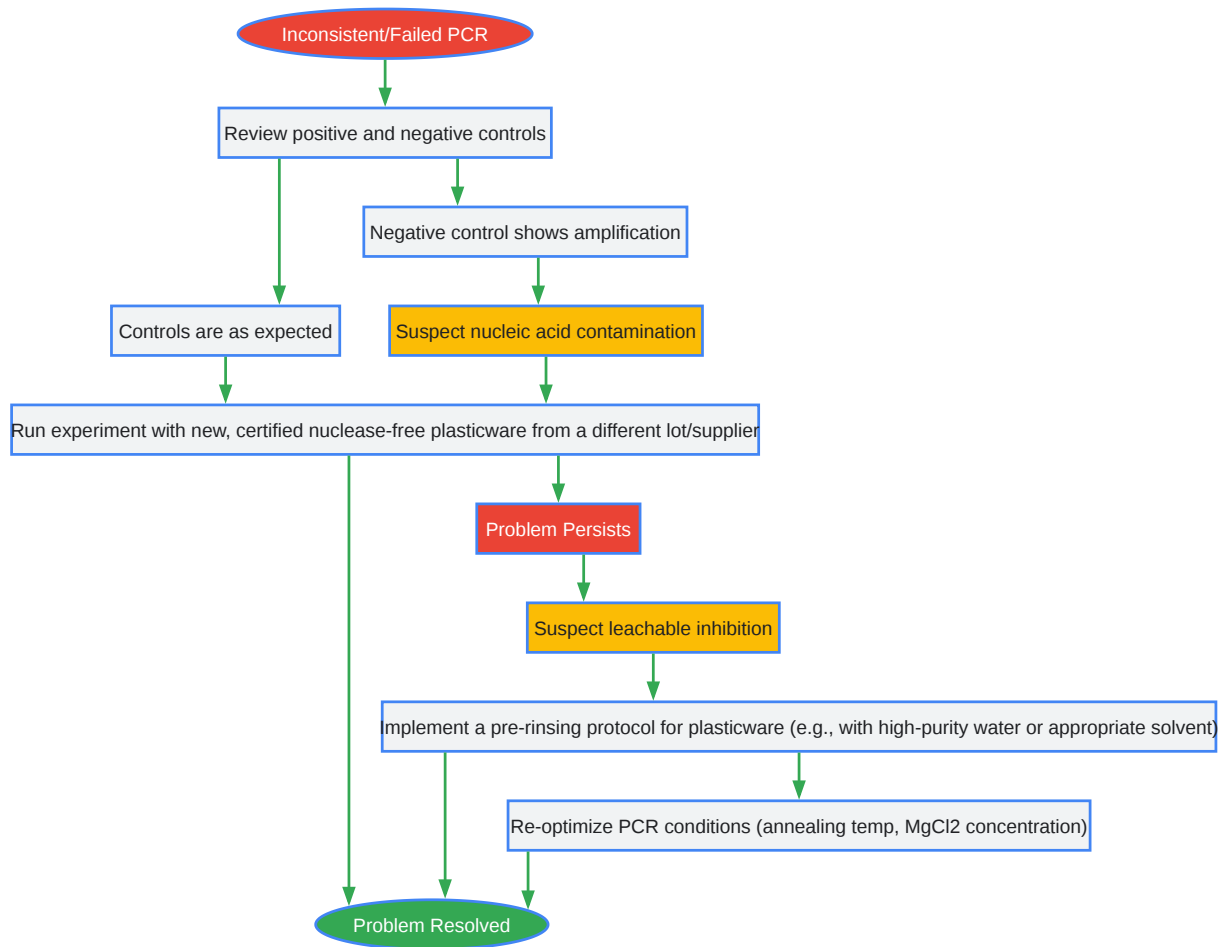 Inconsistent/Failed PCR
Review positive and negative controls
Negative control shows amplification
Controls are as expected
Suspect nucleic acid contamination
Run experiment with new, certified nuclease-free plasticware from a different lot/supplier
Problem Persists
Suspect leachable inhibition
Implement a pre-rinsing protocol for plasticware (e.g., with high-purity water or appropriate solvent)
Re-optimize PCR conditions (annealing temp, MgCl2 concentration)
Problem Resolved